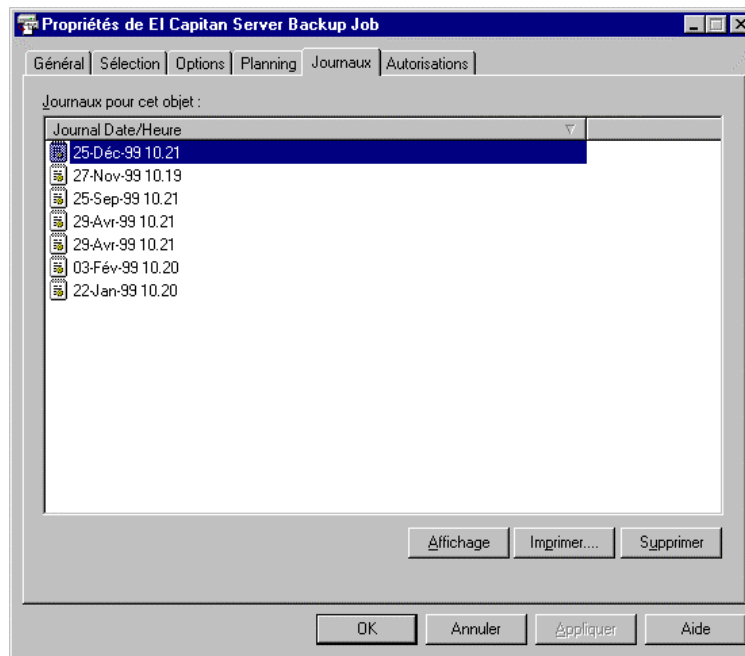 Propriétés de El Capitan Server Backup Job
Général Sélection Options Planning Journaux Autorisations
Journaux pour cet objet :
Journal Date/Heure
25-Déc-99 10.21
27-Nov-99 10.19
25-Sep-99 10.21
29-Avr-99 10.21
29-Avr-99 10.21
03-Fév-99 10.20
22-Jan-99 10.20
Affichage Imprimer.... Supprimer
OK Annuler Appliquer Aide